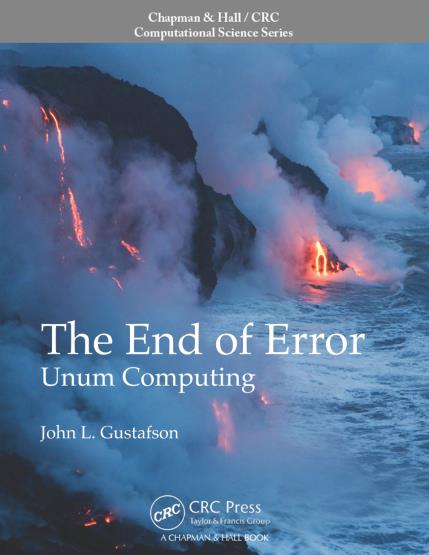 Chapman & Hall / CRC
Computational Science Series
The End of Error
Unum Computing
John L. Gustafson
CRC
CRC Press
Taylor & Francis Group
A CHAPMAN & HALL BOOK